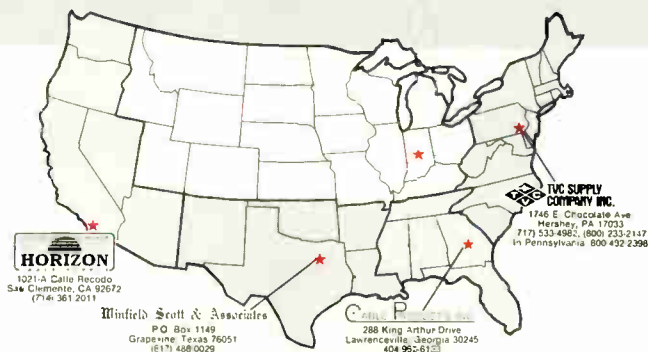 HORIZON
1021-A Calle Recodo
San Clemente, CA 92672
(714) 361 2011
Winfield Scott & Associates
P.O. Box 1149
Grapevine, Texas 76051
(817) 488 0029
288 King Arthur Drive
Lawrenceville, Georgia 30245
TVC
TVC SUPPLY
COMPANY INC.
1746 E. Chocolate Ave
Hershey, PA 17033
717) 533-4982, (800) 233-2147
In Pennsylvania 800 432 2398